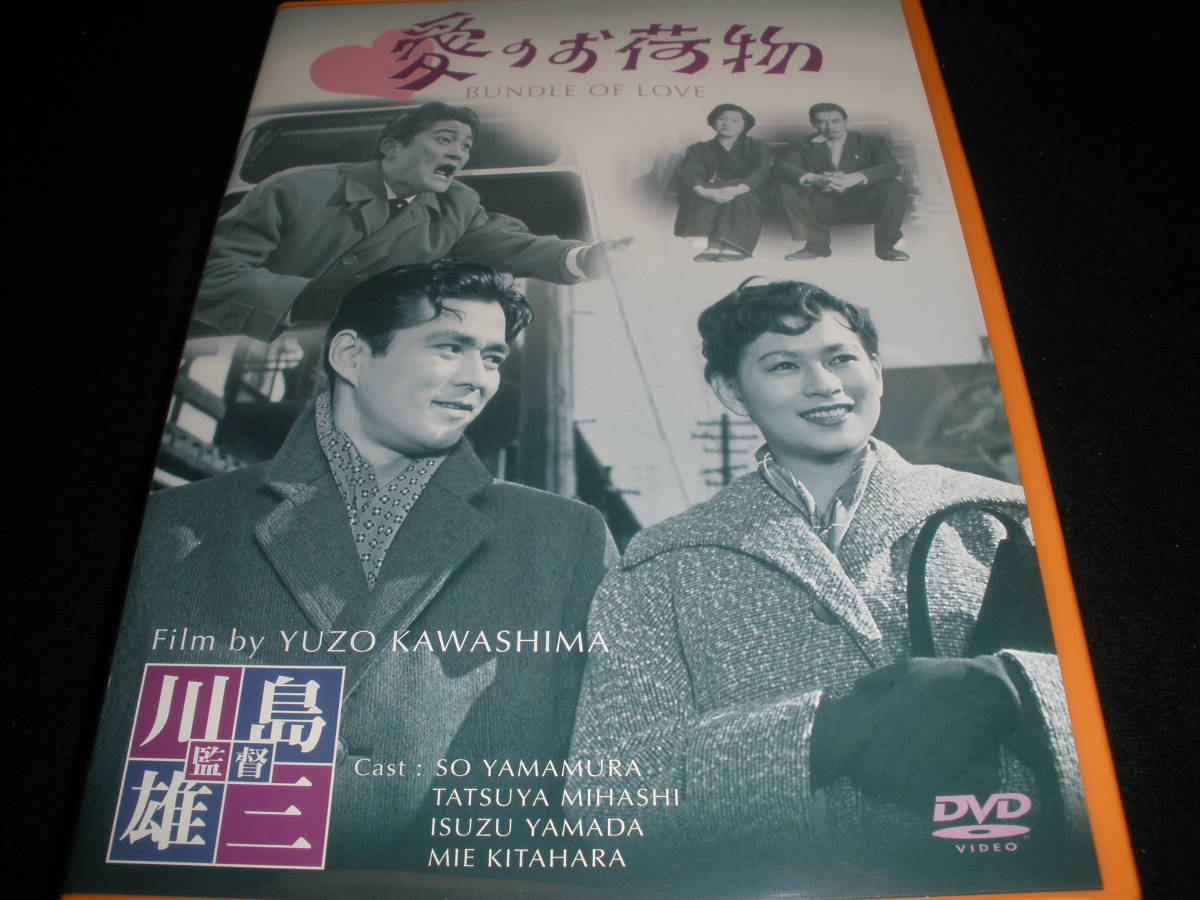 愛のお荷物
BUNDLE OF LOVE
Film by YUZO KAWASHIMA
川島
監督
雄三
Cast : SO YAMAMURA
TATSUYA MIHASHI
ISUZU YAMADA
MIE KITAHARA
DVD
VIDEO